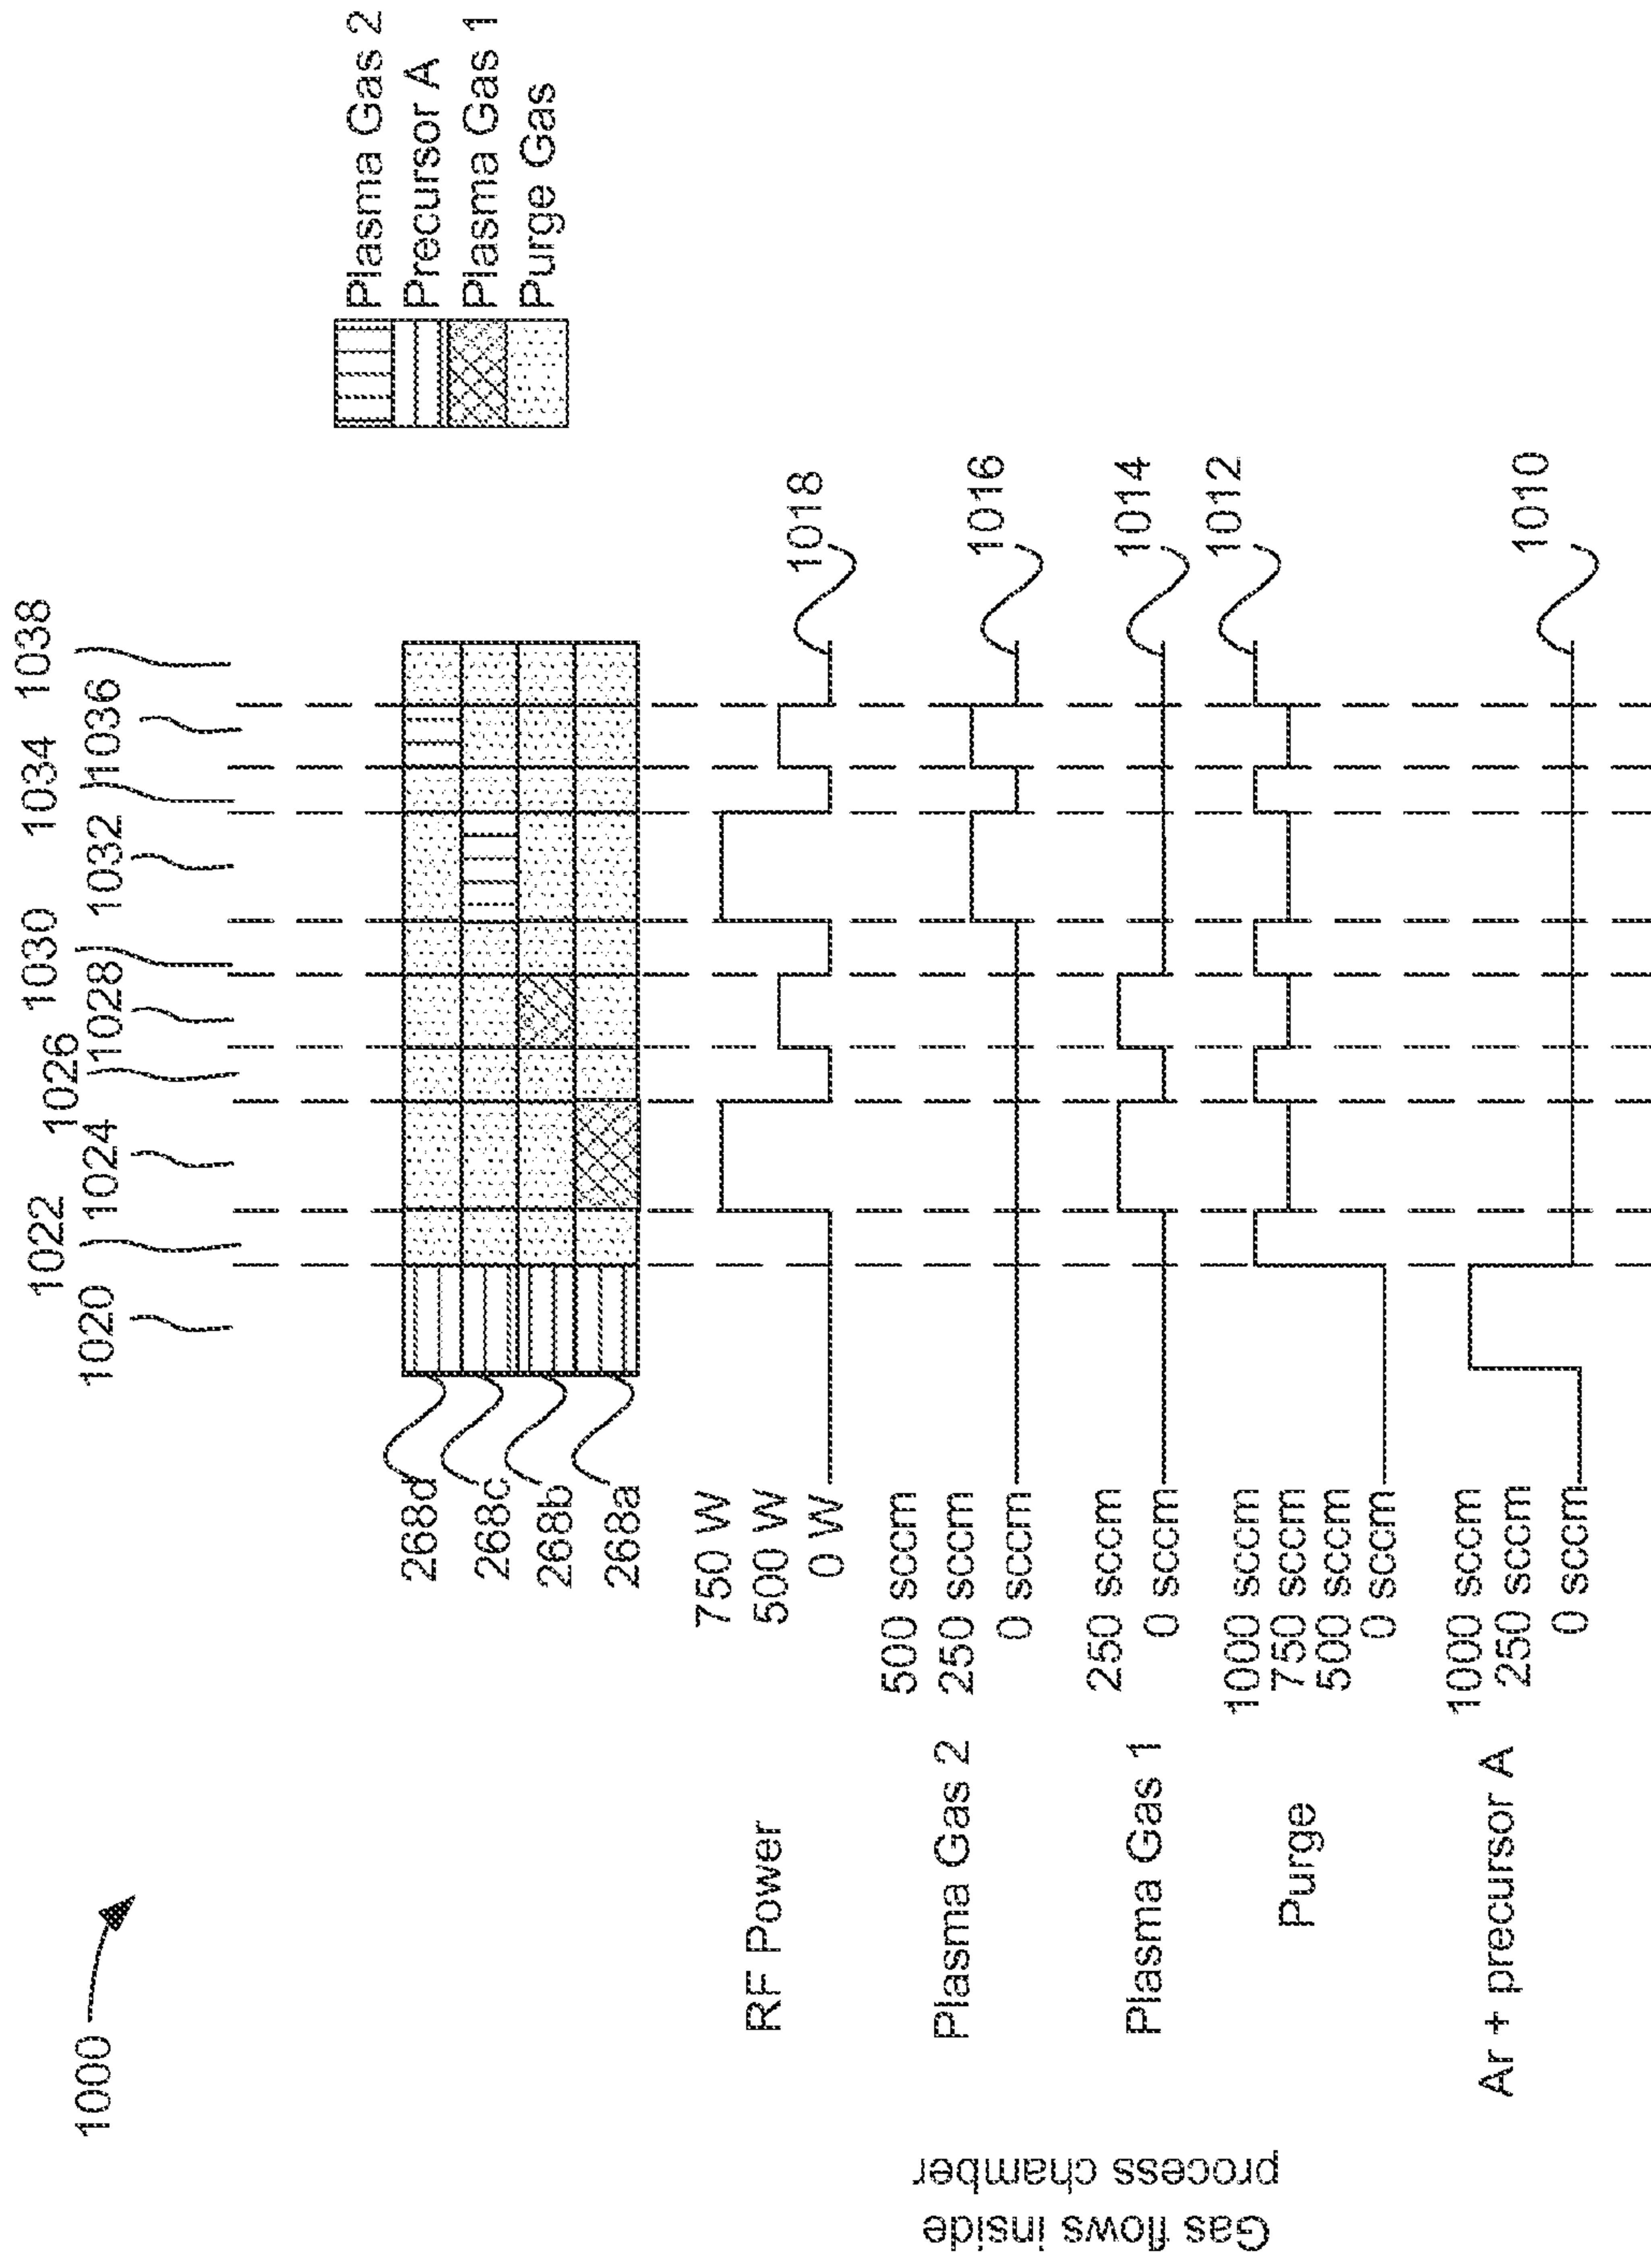 1000
1020
1022
1024
1026
1028
1030
1032
1034
1036
1038
Plasma Gas 2
Precursor A
Plasma Gas 1
Purge Gas
268d
268c
268b
268a
RF Power
750 W
500 W
0 W
1018
Gas flows inside
process chamber
Plasma Gas 2
500 sccm
250 sccm
0 sccm
1016
Plasma Gas 1
250 sccm
0 sccm
1014
Purge
1000 sccm
750 sccm
500 sccm
0 sccm
1012
Ar + precursor A
1000 sccm
250 sccm
0 sccm
1010